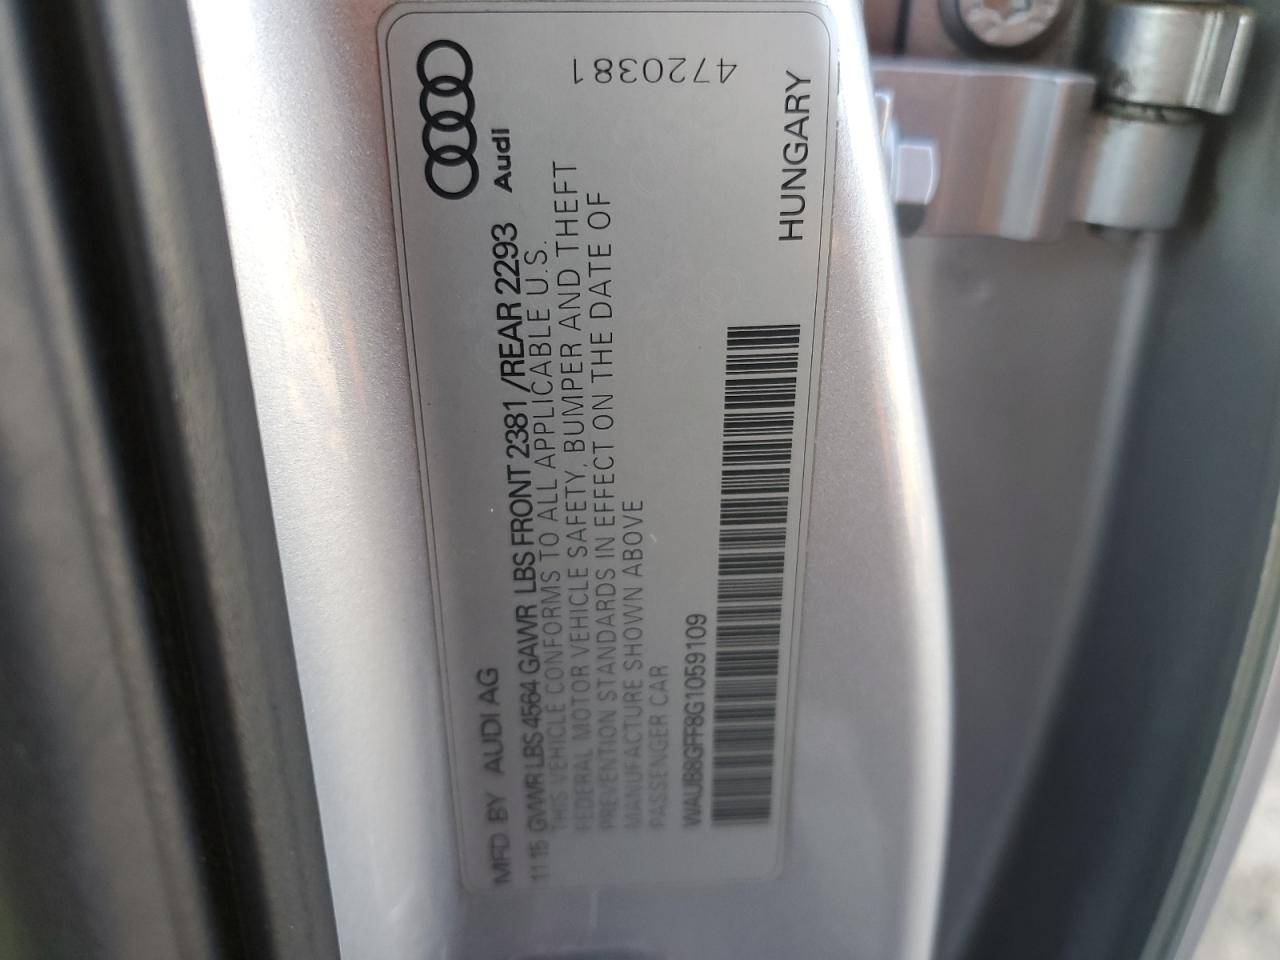 MFD BY AUDI AG
Audi
11 15 GVWR LBS 4564 GAWR LBS FRONT 2381 /REAR 2293
THIS VEHICLE CONFORMS TO ALL APPLICABLE U.S.
FEDERAL MOTOR VEHICLE SAFETY, BUMPER AND THEFT
PREVENTION STANDARDS IN EFFECT ON THE DATE OF
MANUFACTURE SHOWN ABOVE
PASSENGER CAR
WAUB8GFF8G1059109
HUNGARY
4720381